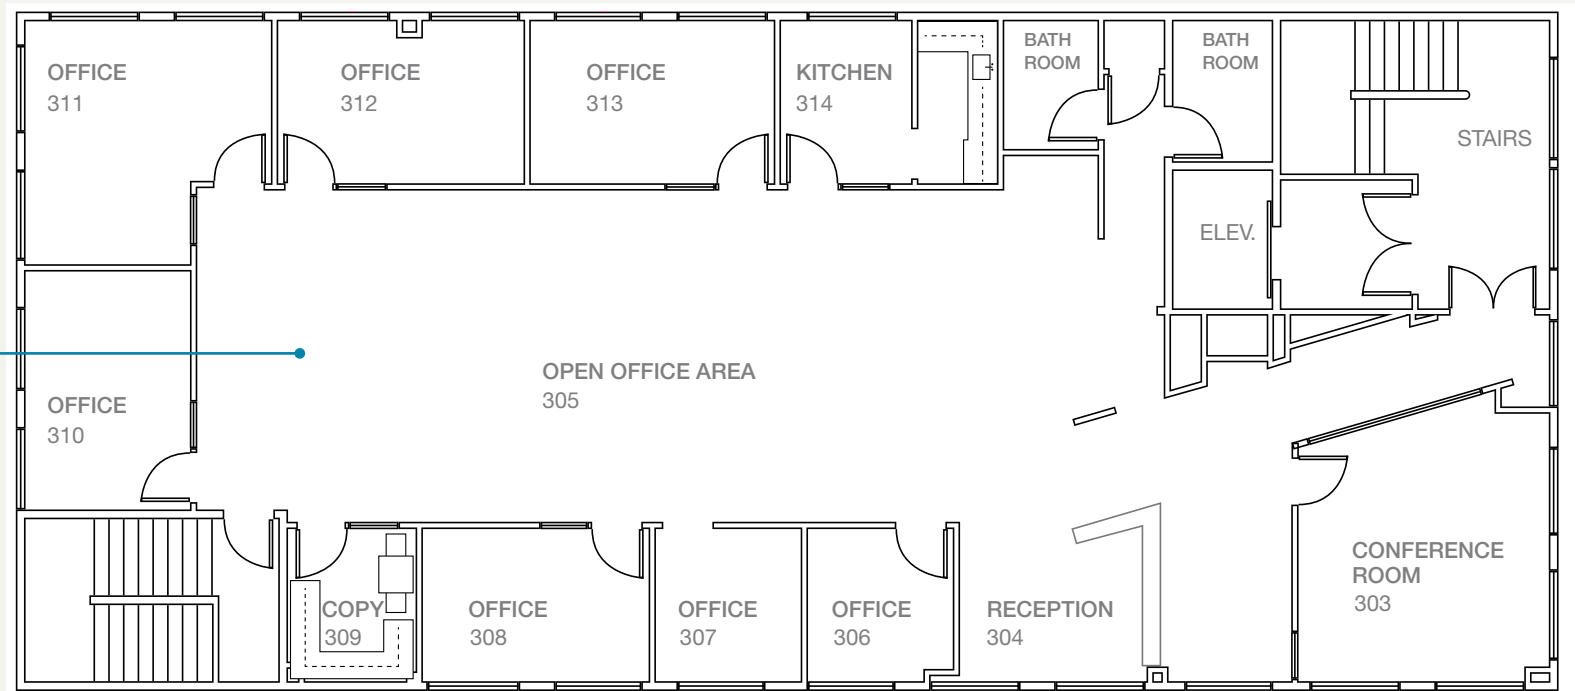 OFFICE
311
OFFICE
312
OFFICE
313
KITCHEN
314
BATH
ROOM
BATH
ROOM
STAIRS
ELEV.
OPEN OFFICE AREA
305
OFFICE
310
COPY
309
OFFICE
308
OFFICE
307
OFFICE
306
RECEPTION
304
CONFERENCE
ROOM
303